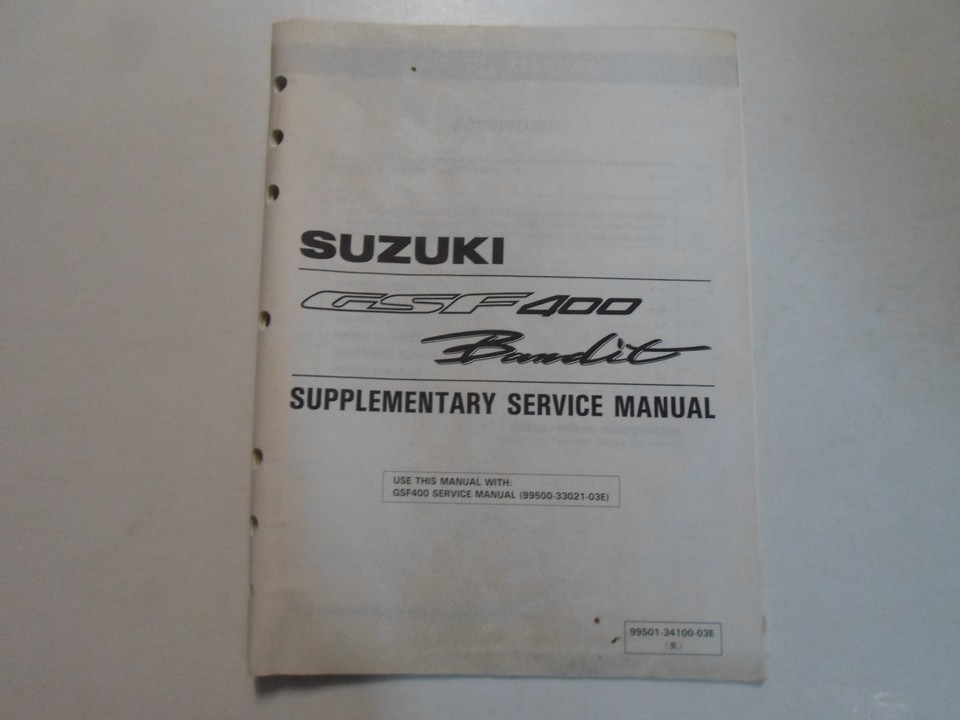 SUZUKI
GSF400
Bandit
SUPPLEMENTARY SERVICE MANUAL
USE THIS MANUAL WITH:
GSF400 SERVICE MANUAL (99500-33021-03E)
99501-34100-03E
(英)